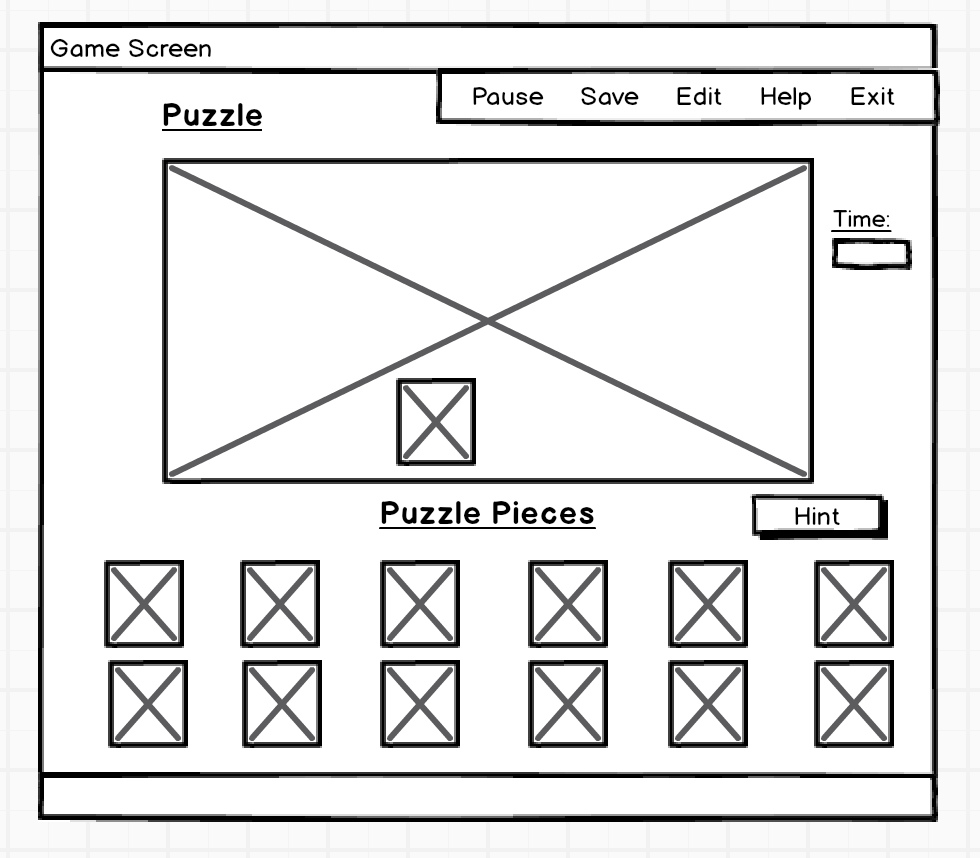 Game Screen
Pause Save Edit Help Exit
Puzzle
Time:
Puzzle Pieces
Hint